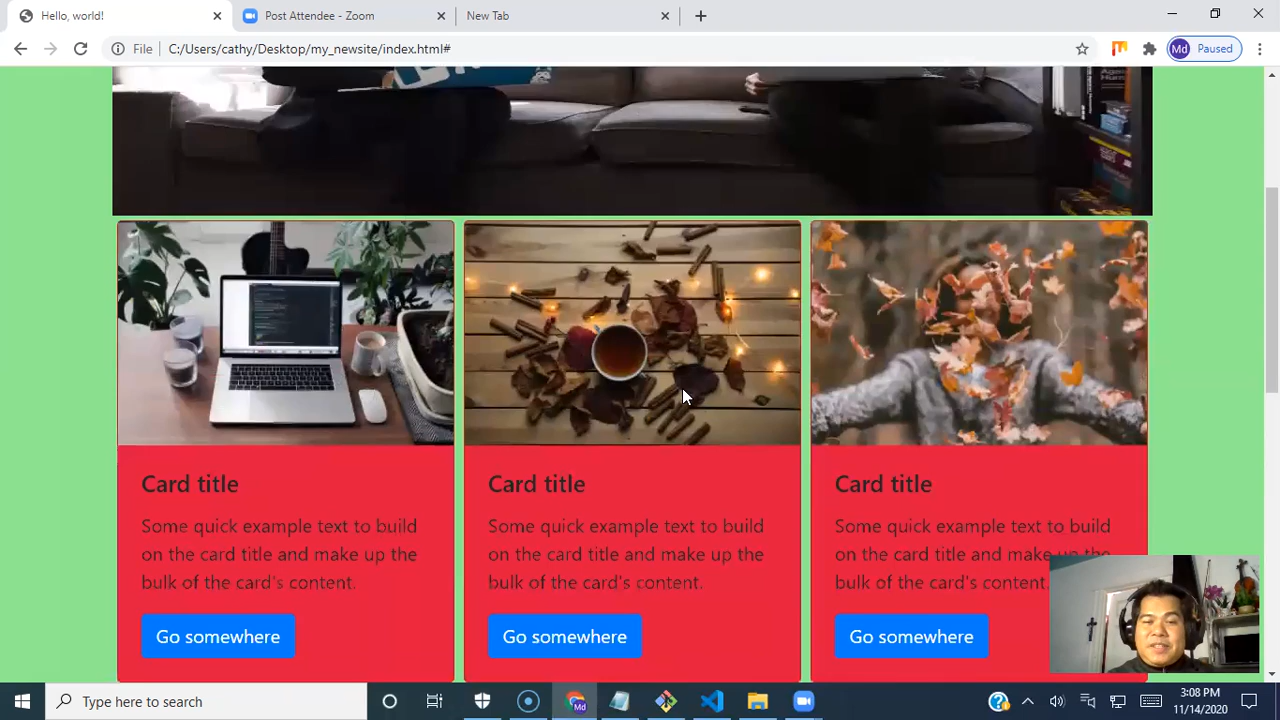 Hello, world!
Post Attendee - Zoom
New Tab
File
C:/Users/cathy/Desktop/my_newsite/index.html#
Md
Paused
Card title
Some quick example text to build
on the card title and make up the
bulk of the card's content.
Go somewhere
Card title
Some quick example text to build
on the card title and make up the
bulk of the card's content.
Go somewhere
Card title
Some quick example text to build
on the card title and make up the
bulk of the card's content.
Go somewhere
Type here to search
3:08 PM
11/14/2020